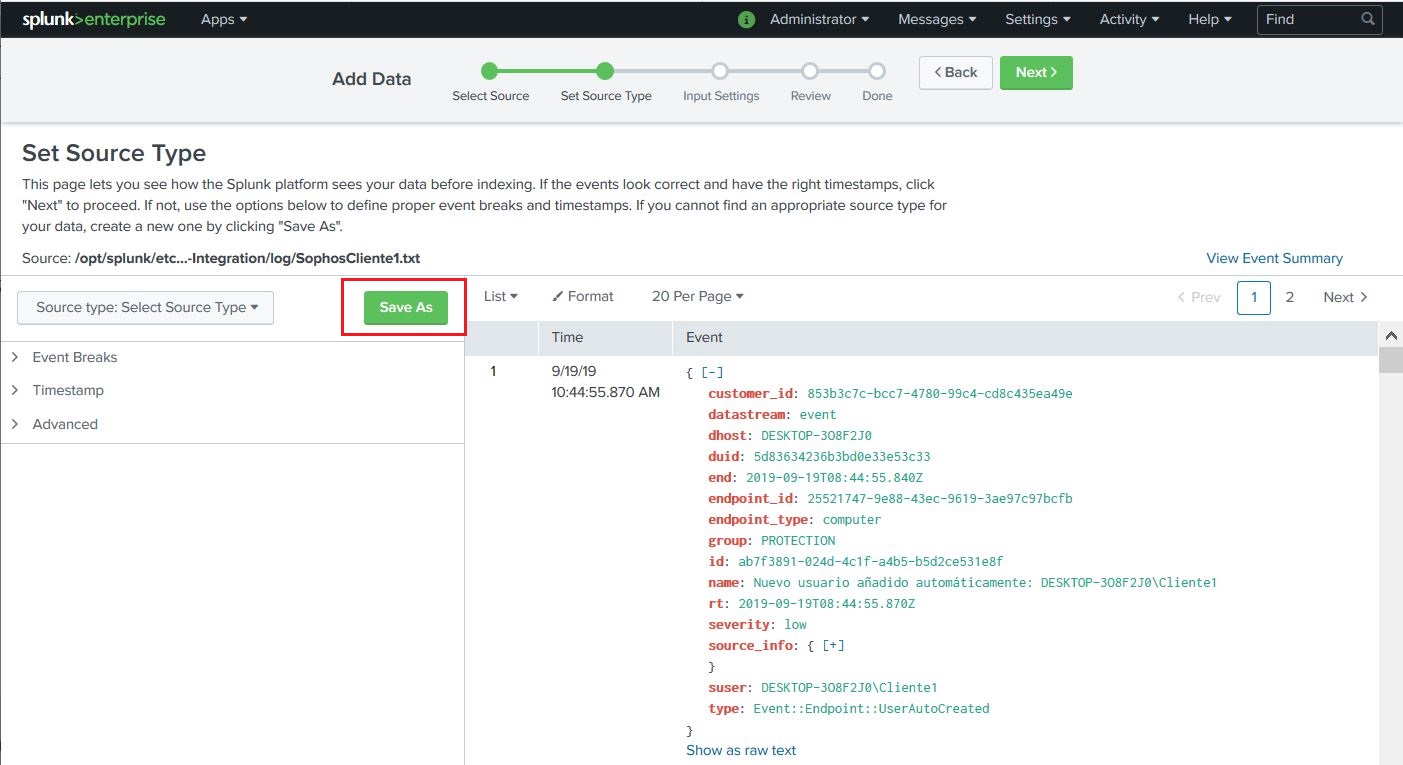 splunk>enterprise Apps Administrator Messages Settings Activity Help Find
Add Data
Select Source Set Source Type Input Settings Review Done
< Back Next >
Set Source Type
This page lets you see how the Splunk platform sees your data before indexing. If the events look correct and have the right timestamps, click
"Next" to proceed. If not, use the options below to define proper event breaks and timestamps. If you cannot find an appropriate source type for
your data, create a new one by clicking "Save As".
Source: /opt/splunk/etc...-Integration/log/SophosCliente1.txt
View Event Summary
Source type: Select Source Type
Save As
> Event Breaks
> Timestamp
> Advanced
List Format 20 Per Page < Prev 1 2 Next >
Time Event
1 9/19/19
10:44:55.870 AM
{ [-]
customer_id: 853b3c7c-bcc7-4780-99c4-cd8c435ea49e
datastream: event
dhost: DESKTOP-3O8F2J0
duid: 5d83634236b3bd0e33e53c33
end: 2019-09-19T08:44:55.840Z
endpoint_id: 25521747-9e88-43ec-9619-3ae97c97bcfb
endpoint_type: computer
group: PROTECTION
id: ab7f3891-024d-4c1f-a4b5-b5d2ce531e8f
name: Nuevo usuario añadido automáticamente: DESKTOP-3O8F2J0\Cliente1
rt: 2019-09-19T08:44:55.870Z
severity: low
source_info: { [+]
}
suser: DESKTOP-3O8F2J0\Cliente1
type: Event::Endpoint::UserAutoCreated
}
Show as raw text